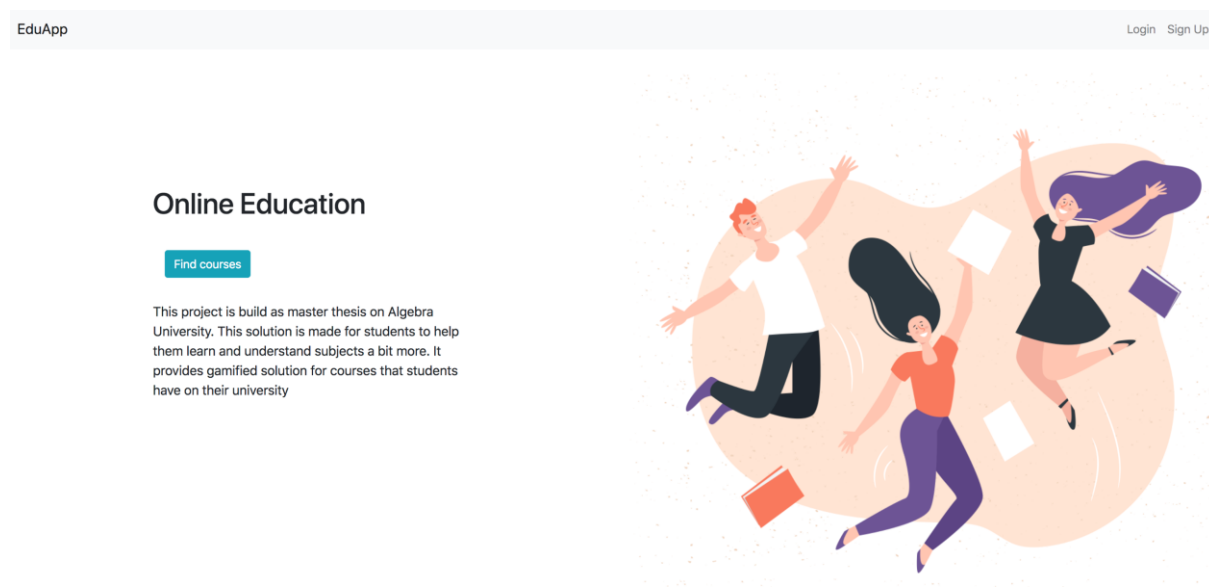 EduApp
Login Sign Up
Online Education
Find courses
This project is build as master thesis on Algebra
University. This solution is made for students to help
them learn and understand subjects a bit more. It
provides gamified solution for courses that students
have on their university